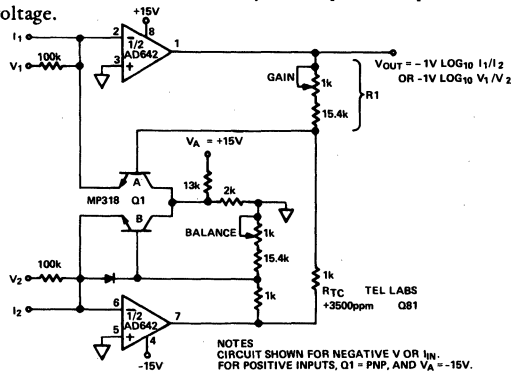 oltage.
+15V
I1
2
8
1/2
AD642
1
V1
100k
3
GAIN
1k
15.4k
R1
VOUT = -1V LOG10 I1/I2
OR -1V LOG10 V1/V2
VA = +15V
A
13k
2k
MP318 Q1
B
BALANCE
1k
15.4k
1k
V2
100k
I2
6
1/2
AD642
7
5
4
-15V
1k
RTC TEL LABS
+3500ppm Q81
NOTES
CIRCUIT SHOWN FOR NEGATIVE V OR IIN.
FOR POSITIVE INPUTS, Q1 = PNP, AND VA = -15V.